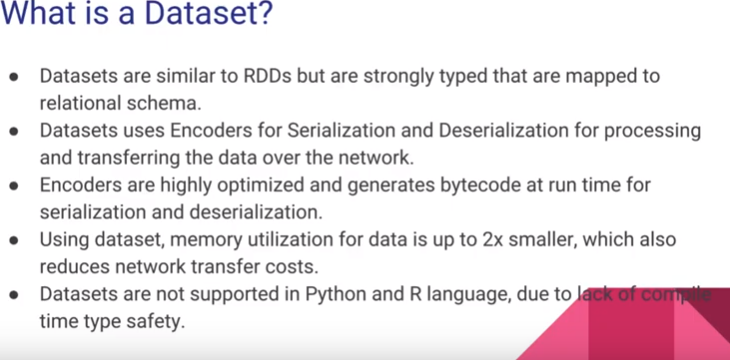 What is a Dataset?
● Datasets are similar to RDDs but are strongly typed that are mapped to
relational schema.
● Datasets uses Encoders for Serialization and Deserialization for processing
and transferring the data over the network.
● Encoders are highly optimized and generates bytecode at run time for
serialization and deserialization.
● Using dataset, memory utilization for data is up to 2x smaller, which also
reduces network transfer costs.
● Datasets are not supported in Python and R language, due to lack of compile
time type safety.